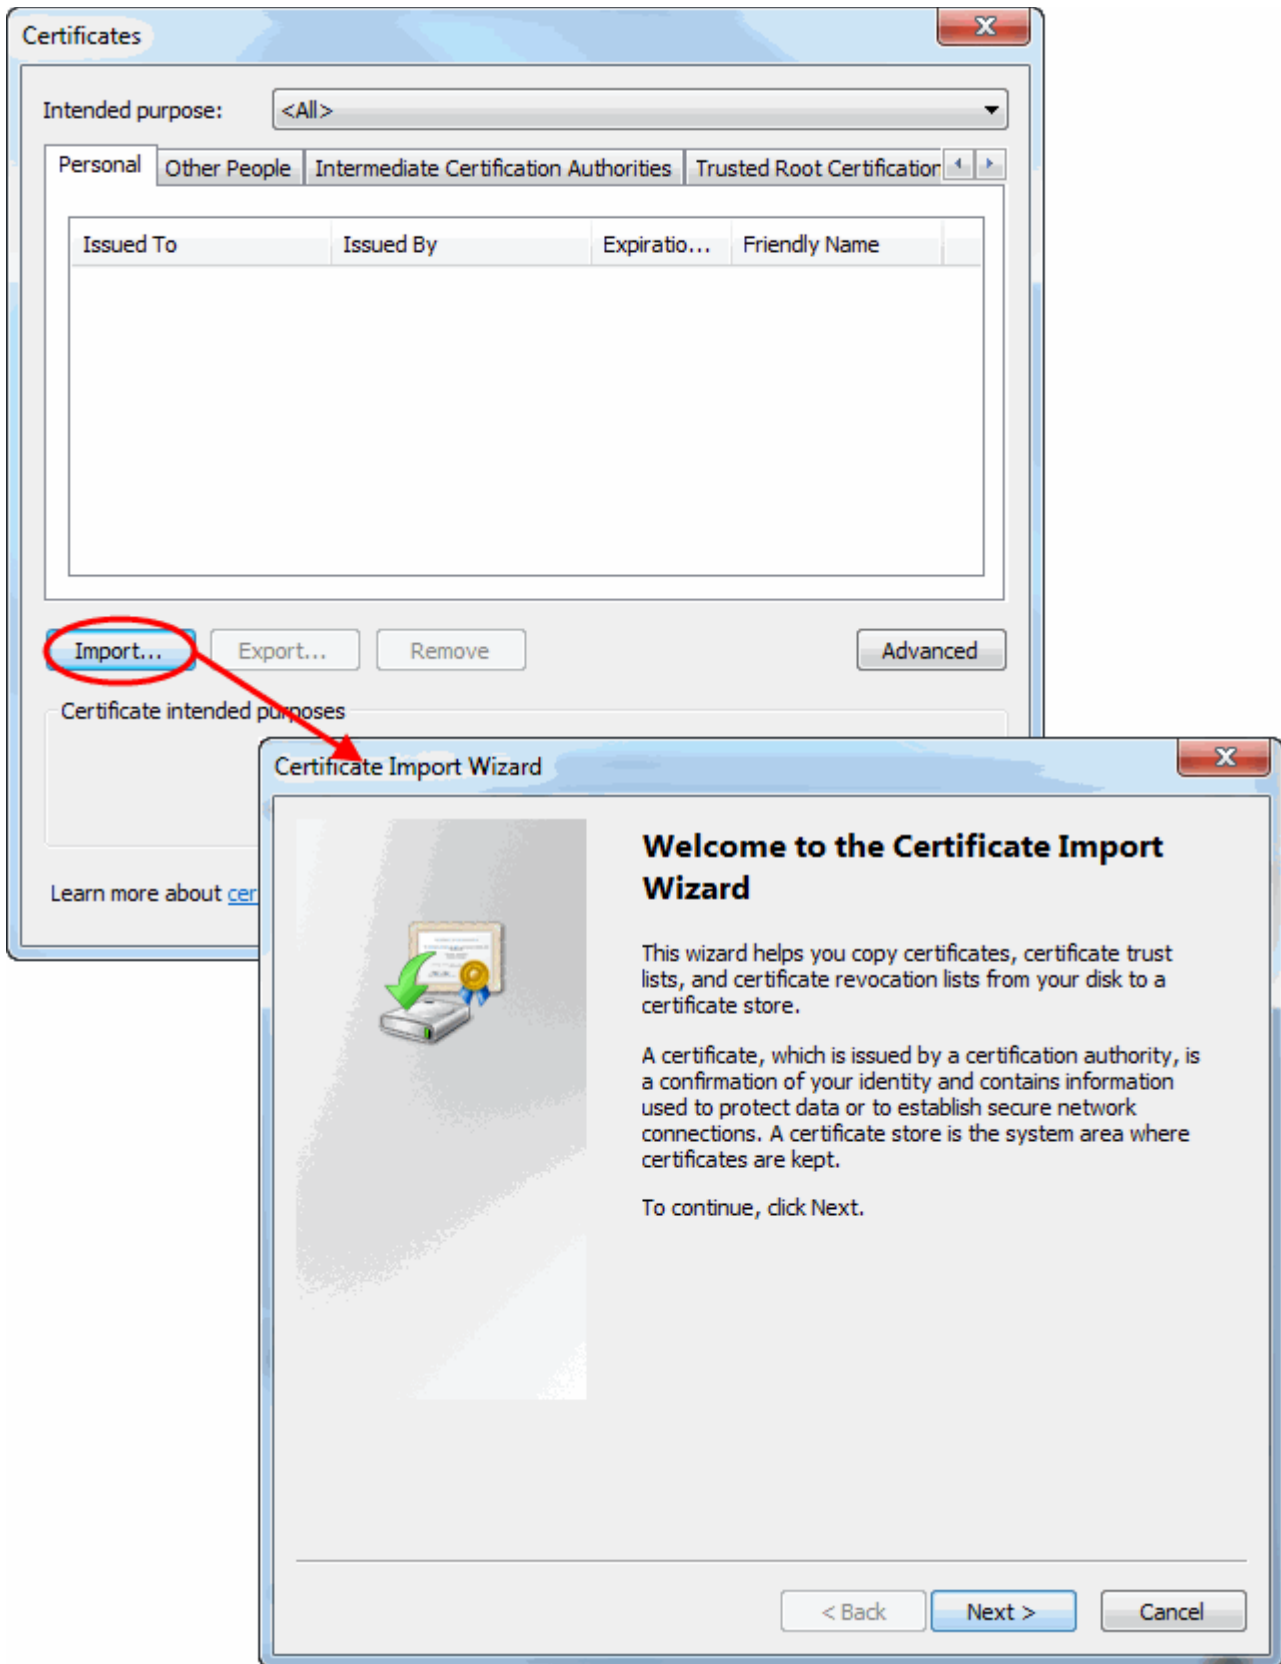 Certificates
Intended purpose: <All>
Personal Other People Intermediate Certification Authorities Trusted Root Certification
Issued To Issued By Expiratio... Friendly Name
Import... Export... Remove Advanced
Certificate intended purposes
Learn more about cer
Certificate Import Wizard
Welcome to the Certificate Import
Wizard
This wizard helps you copy certificates, certificate trust
lists, and certificate revocation lists from your disk to a
certificate store.
A certificate, which is issued by a certification authority, is
a confirmation of your identity and contains information
used to protect data or to establish secure network
connections. A certificate store is the system area where
certificates are kept.
To continue, click Next.
< Back Next > Cancel